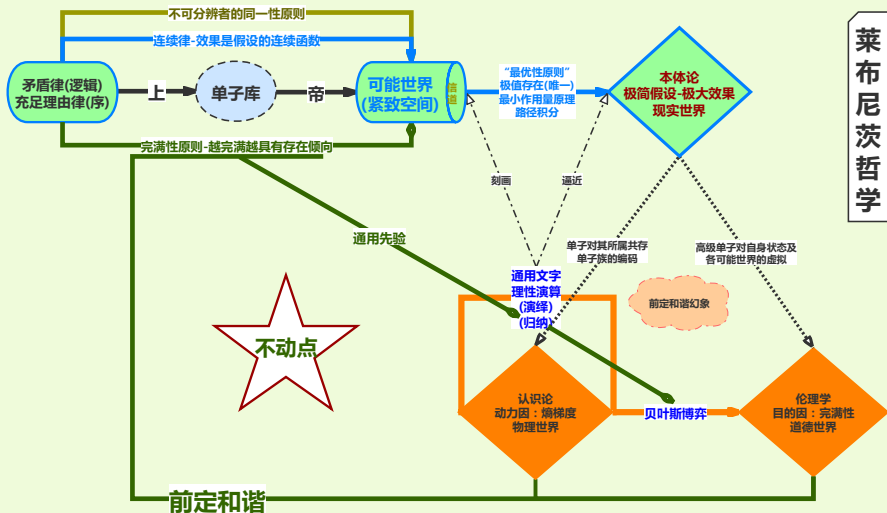 不可分辨者的同一性原则
连续律-效果是假设的连续函数
矛盾律(逻辑)
充足理由律(序)
上
单子库
帝
可能世界
(紧致空间)
信道
“最优性原则”
极值存在(唯一)
最小作用量原理
路径积分
本体论
极简假设-极大效果
现实世界
莱布尼茨哲学
完满性原则-越完满越具有存在倾向
刻画
逼近
通用先验
单子对其所属共存
单子族的编码
高级单子对自身状态及
各可能世界的虚拟
通用文字
理性演算
(演绎)
(归纳)
前定和谐幻象
不动点
认识论
动力因：熵梯度
物理世界
贝叶斯博弈
伦理学
目的因：完满性
道德世界
前定和谐